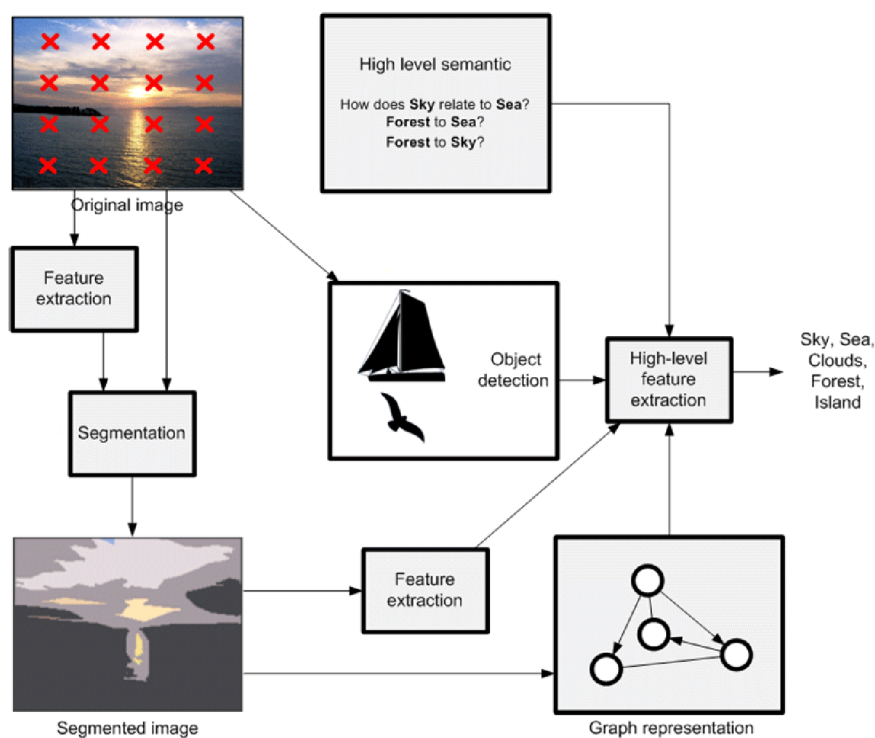 Original image
High level semantic
How does Sky relate to Sea?
Forest to Sea?
Forest to Sky?
Feature
extraction
Object
detection
High-level
feature
extraction
Sky, Sea,
Clouds,
Forest,
Island
Segmentation
Feature
extraction
Segmented image
Graph representation